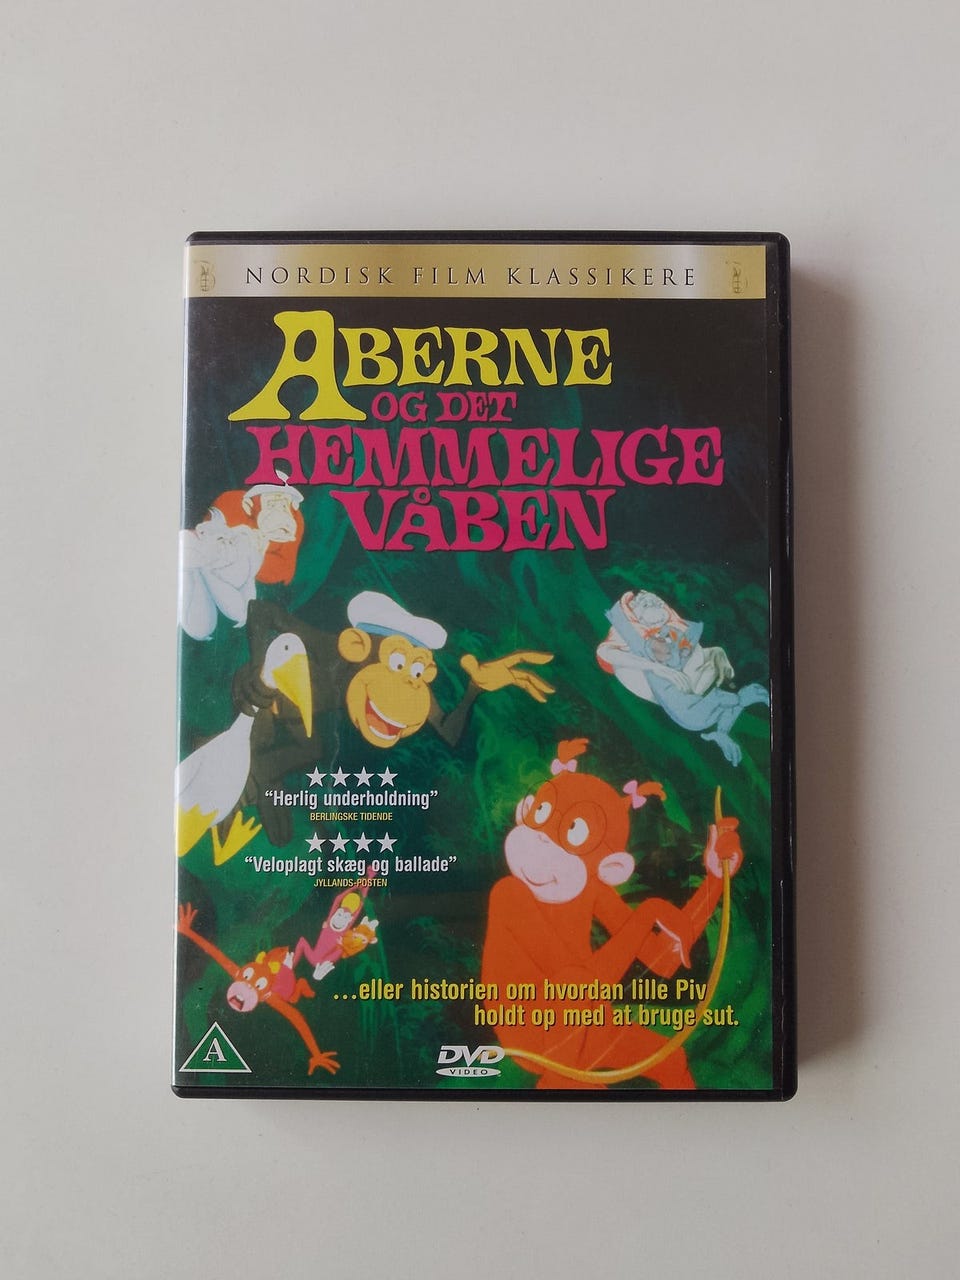 NORDISK FILM KLASSIKERE
ABERNE
OG DET
HEMMELIGE
VÅBEN
“Herlig underholdning”
BERLINGSKE TIDENDE
“Veloplagt skæg og ballade”
JYLLANDS-POSTEN
...eller historien om hvordan lille Piv
holdt op med at bruge sut.
A
DVD
VIDEO